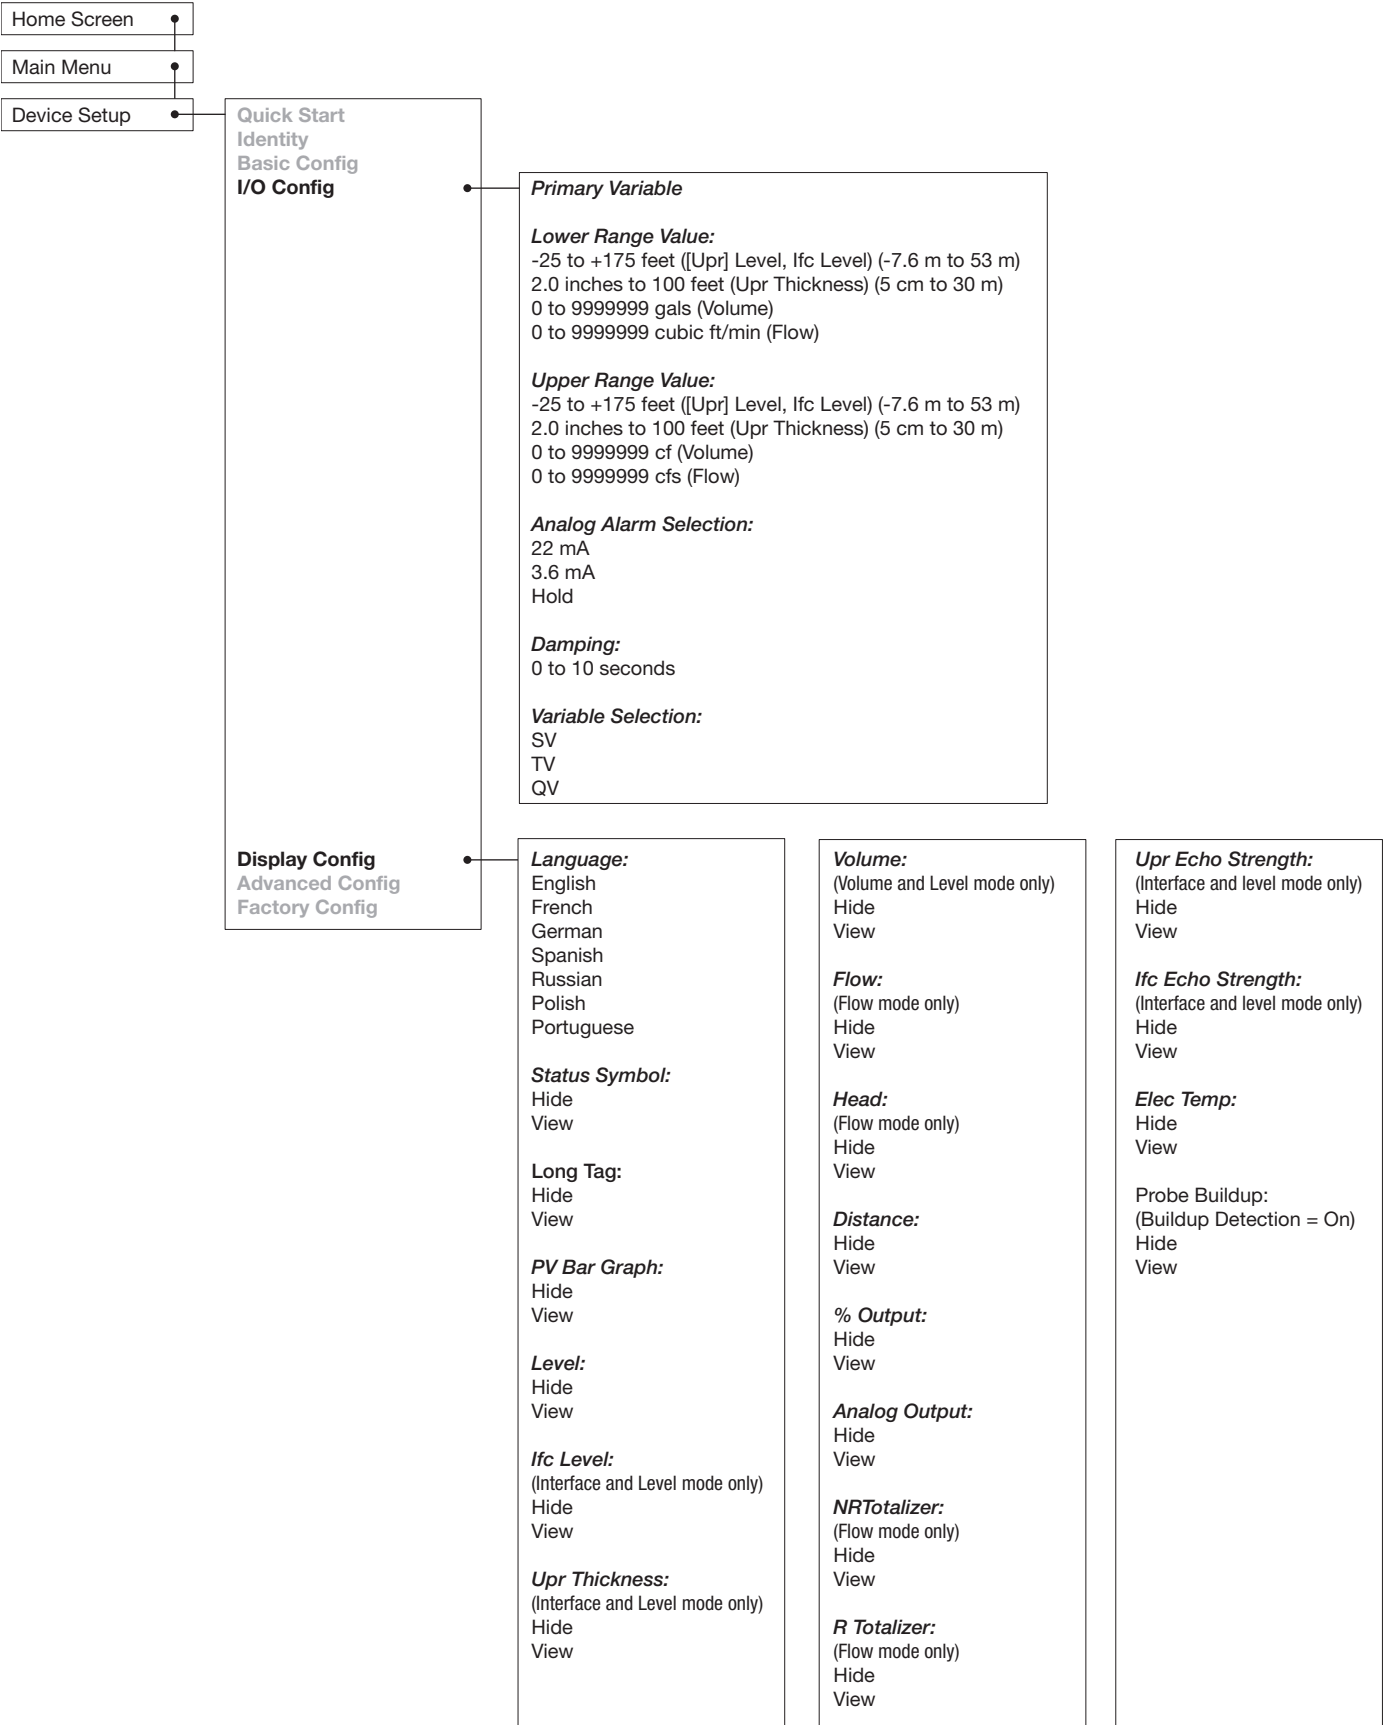 Home Screen
Main Menu
Device Setup
Quick Start
Identity
Basic Config
I/O Config
Primary Variable
Lower Range Value:
-25 to +175 feet ([Upr] Level, Ifc Level) (-7.6 m to 53 m)
2.0 inches to 100 feet (Upr Thickness) (5 cm to 30 m)
0 to 9999999 gals (Volume)
0 to 9999999 cubic ft/min (Flow)
Upper Range Value:
-25 to +175 feet ([Upr] Level, Ifc Level) (-7.6 m to 53 m)
2.0 inches to 100 feet (Upr Thickness) (5 cm to 30 m)
0 to 9999999 cf (Volume)
0 to 9999999 cfs (Flow)
Analog Alarm Selection:
22 mA
3.6 mA
Hold
Damping:
0 to 10 seconds
Variable Selection:
SV
TV
QV
Display Config
Advanced Config
Factory Config
Language:
English
French
German
Spanish
Russian
Polish
Portuguese
Status Symbol:
Hide
View
Long Tag:
Hide
View
PV Bar Graph:
Hide
View
Level:
Hide
View
Ifc Level:
(Interface and Level mode only)
Hide
View
Upr Thickness:
(Interface and Level mode only)
Hide
View
Volume:
(Volume and Level mode only)
Hide
View
Flow:
(Flow mode only)
Hide
View
Head:
(Flow mode only)
Hide
View
Distance:
Hide
View
% Output:
Hide
View
Analog Output:
Hide
View
NRTotalizer:
(Flow mode only)
Hide
View
R Totalizer:
(Flow mode only)
Hide
View
Upr Echo Strength:
(Interface and level mode only)
Hide
View
Ifc Echo Strength:
(Interface and level mode only)
Hide
View
Elec Temp:
Hide
View
Probe Buildup:
(Buildup Detection = On)
Hide
View